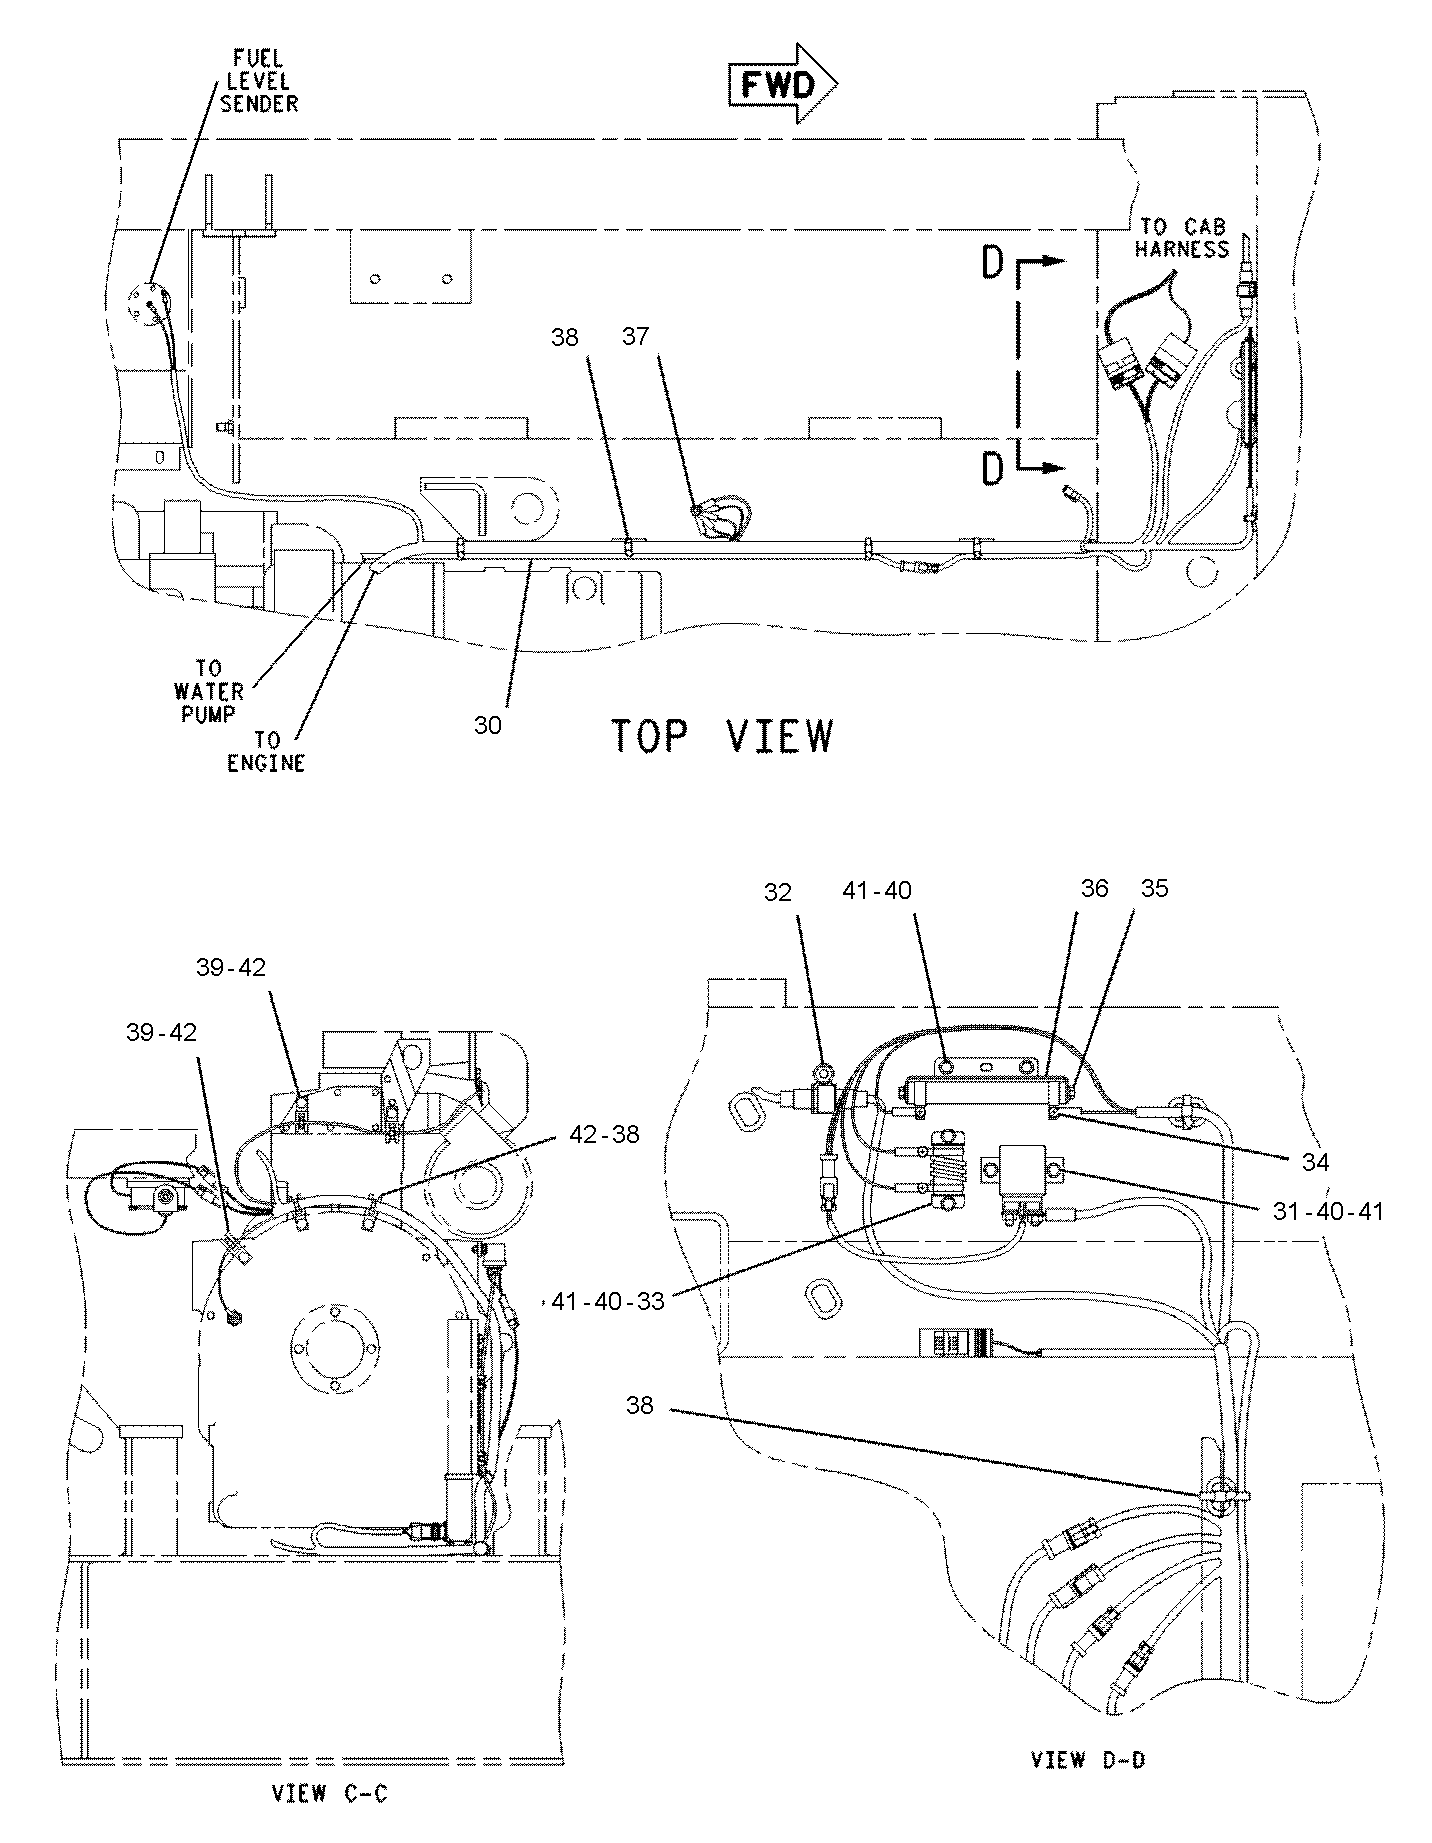 FUEL
LEVEL
SENDER
FWD
TO CAB
HARNESS
D
38
37
D
TO
WATER
PUMP
TO
ENGINE
30
TOP VIEW
32
41-40
36
35
39-42
39-42
42-38
34
31-40-41
41-40-33
38
VIEW D-D
VIEW C-C